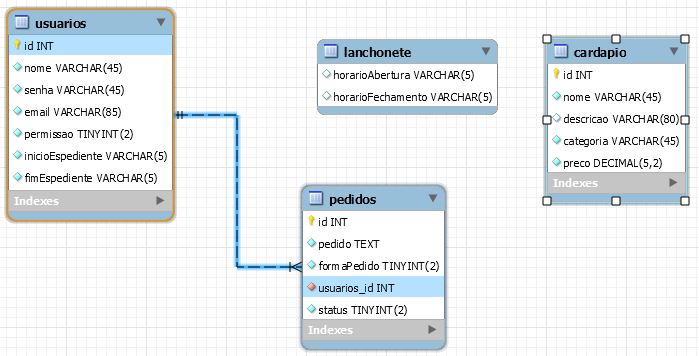 usuarios
id INT
nome VARCHAR(45)
senha VARCHAR(45)
email VARCHAR(85)
permissao TINYINT(2)
inicioEspediente VARCHAR(5)
fimEspediente VARCHAR(5)
Indexes
lanchonete
horarioAbertura VARCHAR(5)
horarioFechamento VARCHAR(5)
cardapio
id INT
nome VARCHAR(45)
descricao VARCHAR(80)
categoria VARCHAR(45)
preco DECIMAL(5,2)
Indexes
pedidos
id INT
pedido TEXT
formaPedido TINYINT(2)
usuarios_id INT
status TINYINT(2)
Indexes